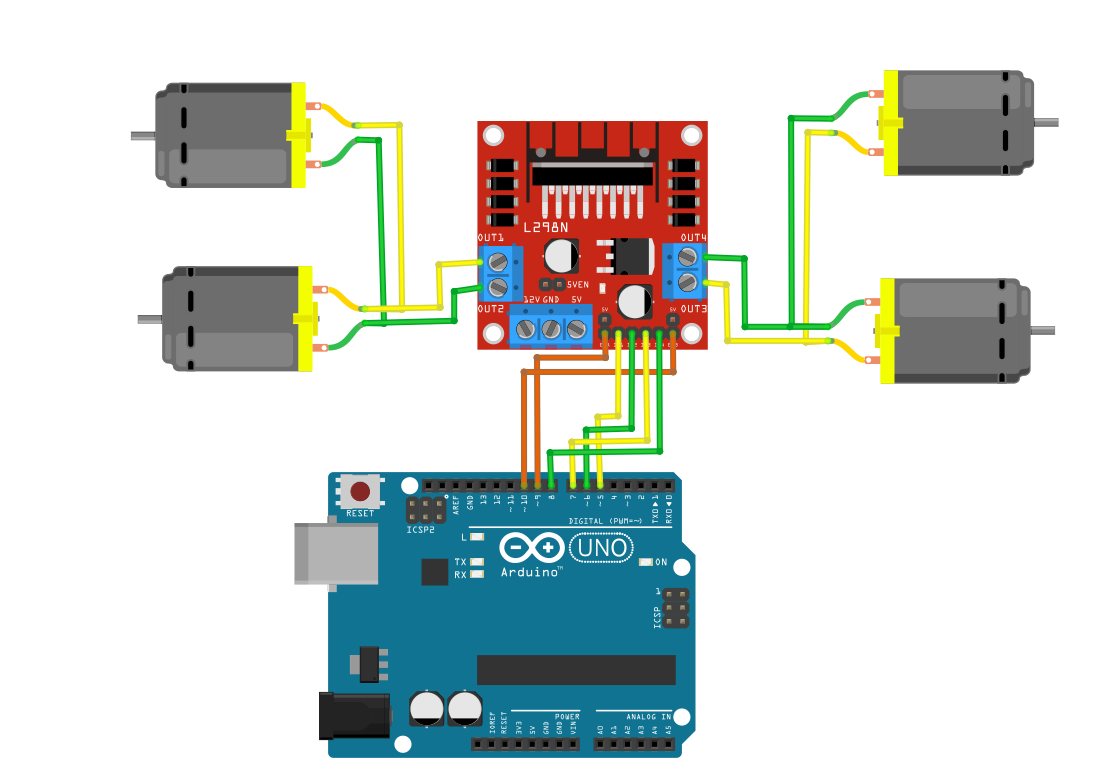 L298N
OUT1
OUT4
5VEN
OUT2
12V GND 5V
OUT3
5V
5V
RESET
ICSP2
AREF
GND
13
12
~11
~10
~9
8
7
~6
~5
4
~3
2
TXD▶1
RXD◀0
DIGITAL (PWM=~)
L
TX
RX
UNO
ON
Arduino™
1
ICSP
POWER
ANALOG IN
IOREF
RESET
3V3
5V
GND
GND
VIN
A0
A1
A2
A3
A4
A5